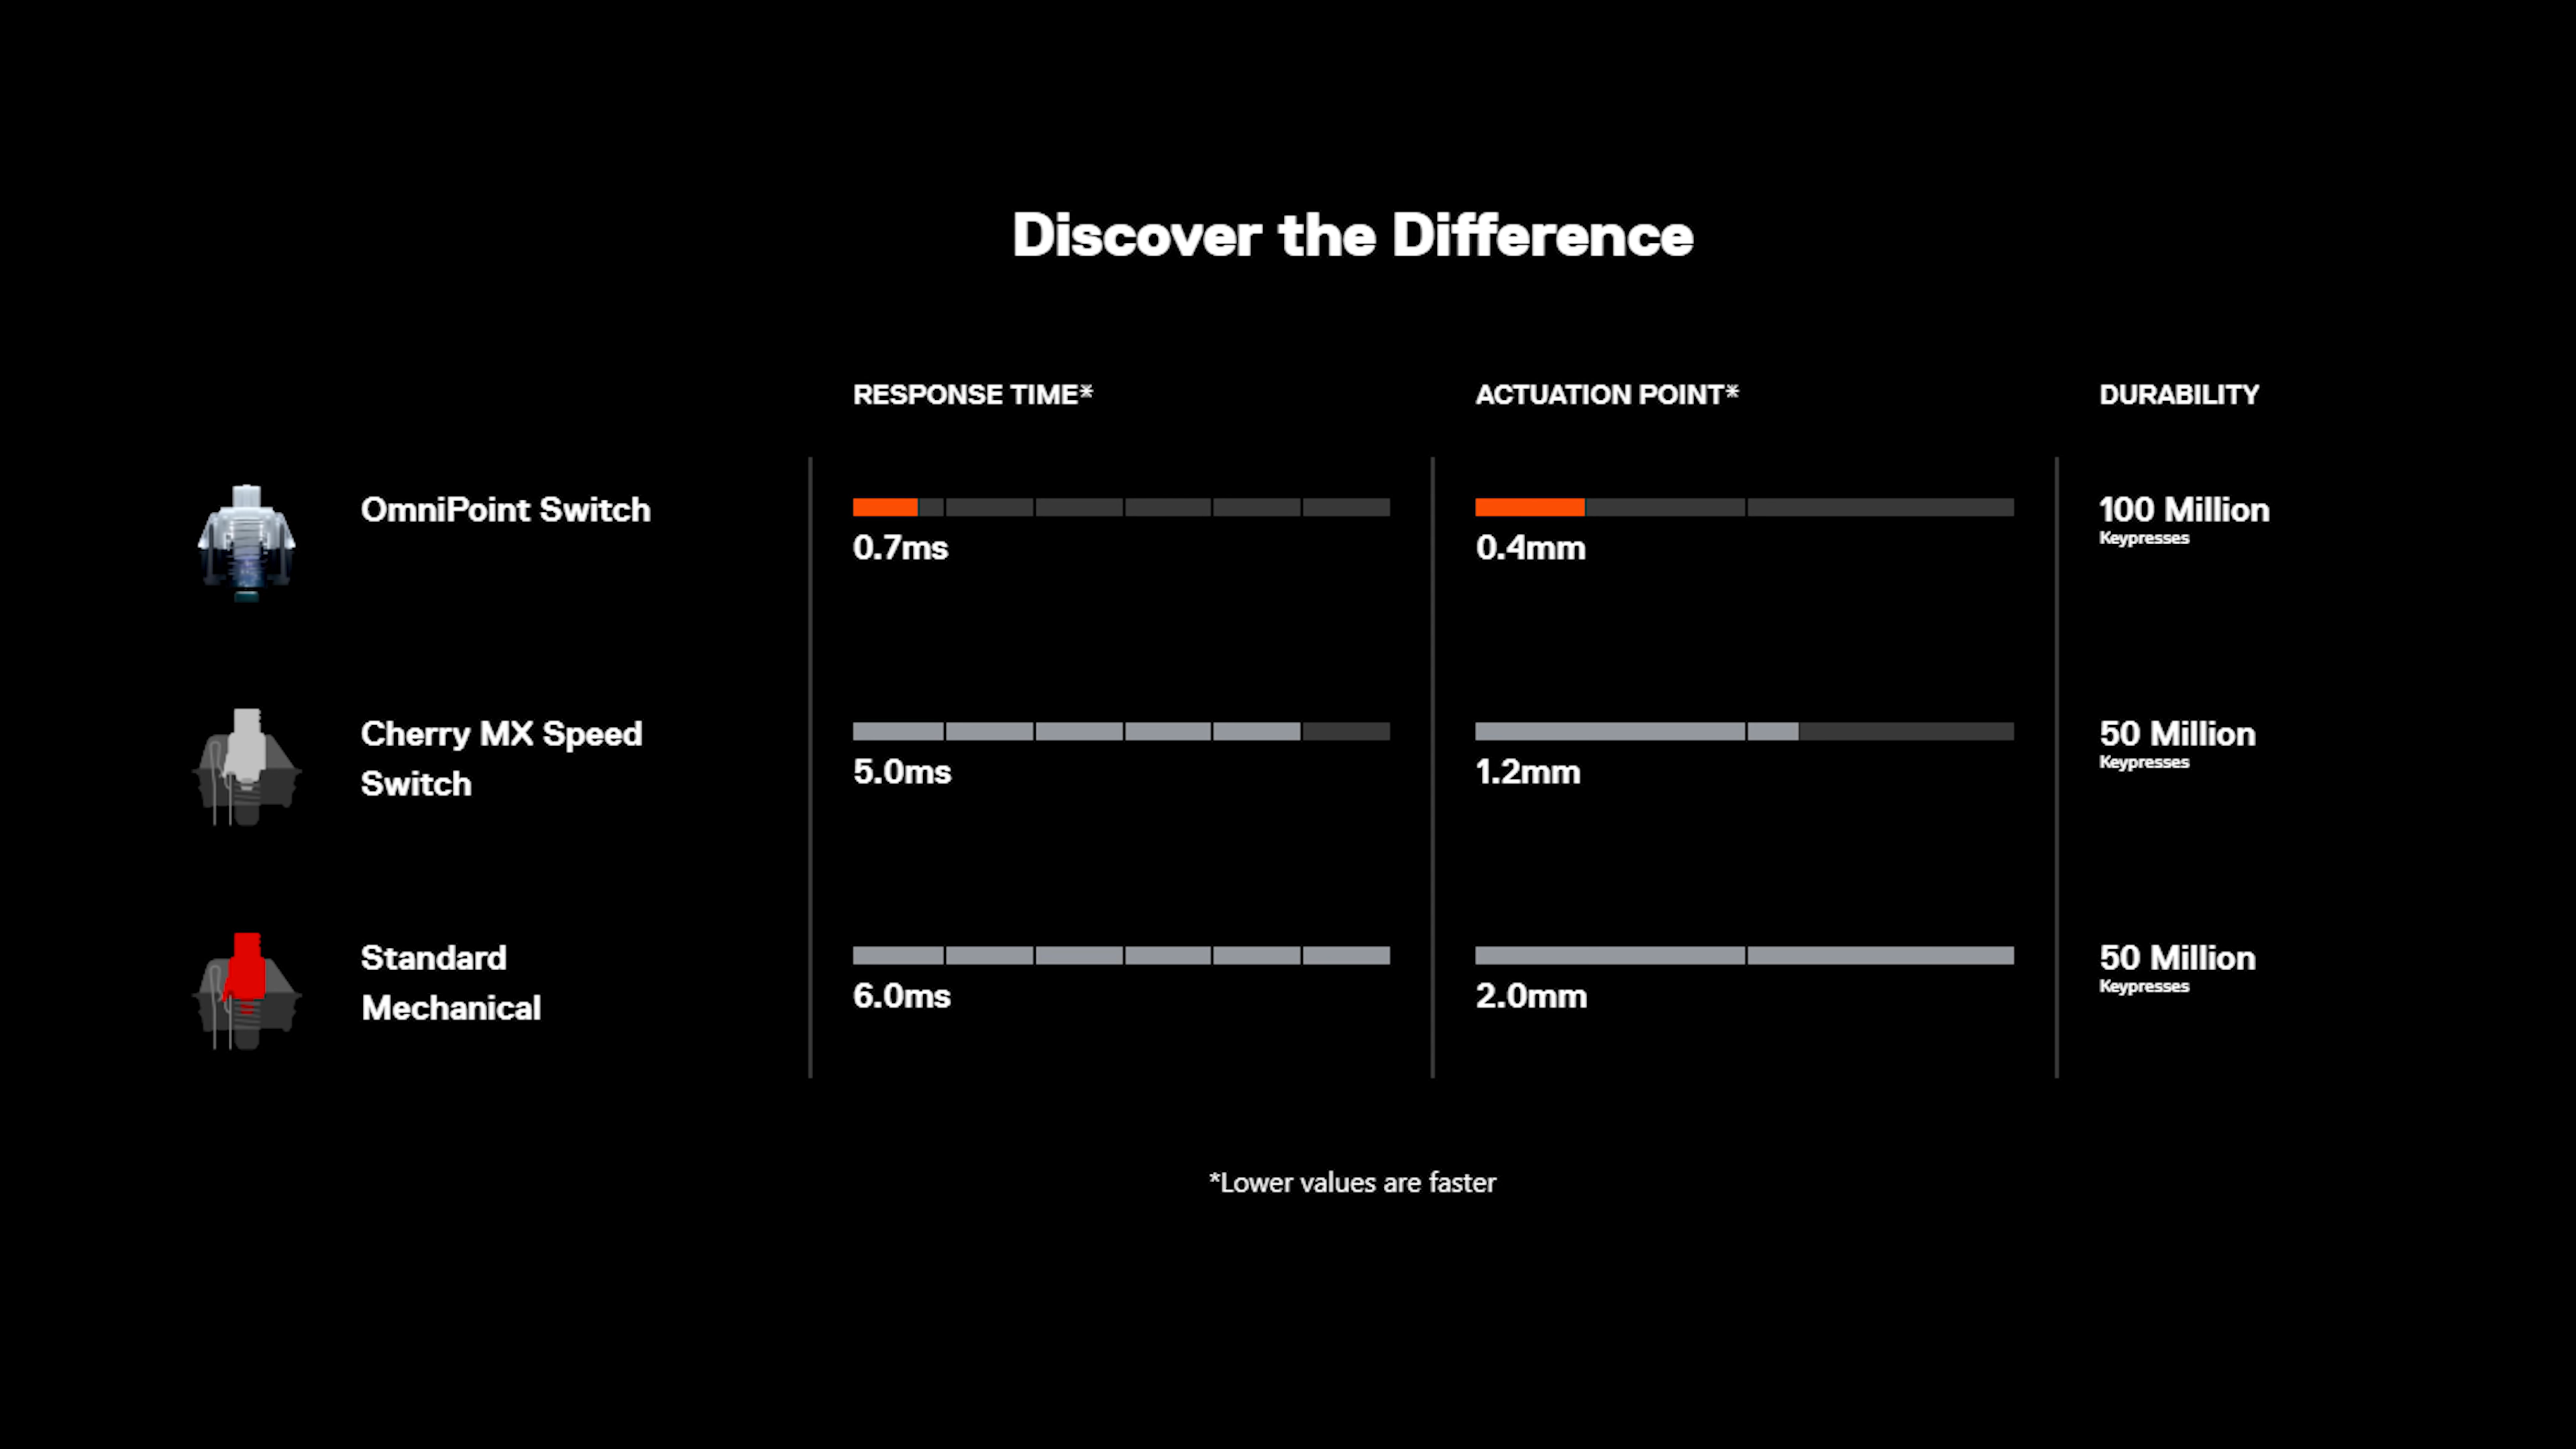 Discover the Difference
RESPONSE TIME*
ACTUATION POINT*
DURABILITY
OmniPoint Switch
0.7ms
0.4mm
100 Million
Keypresses
Cherry MX Speed
Switch
5.0ms
1.2mm
50 Million
Keypresses
Standard
Mechanical
6.0ms
2.0mm
50 Million
Keypresses
*Lower values are faster